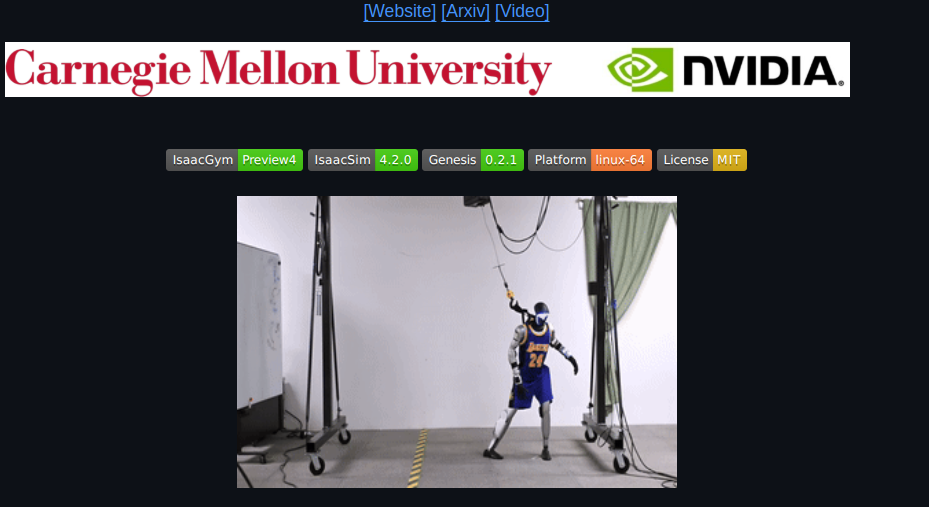 [Website] [Arxiv] [Video]
Carnegie Mellon University NVIDIA.
IsaacGym Preview4 IsaacSim 4.2.0 Genesis 0.2.1 Platform linux-64 License MIT
24